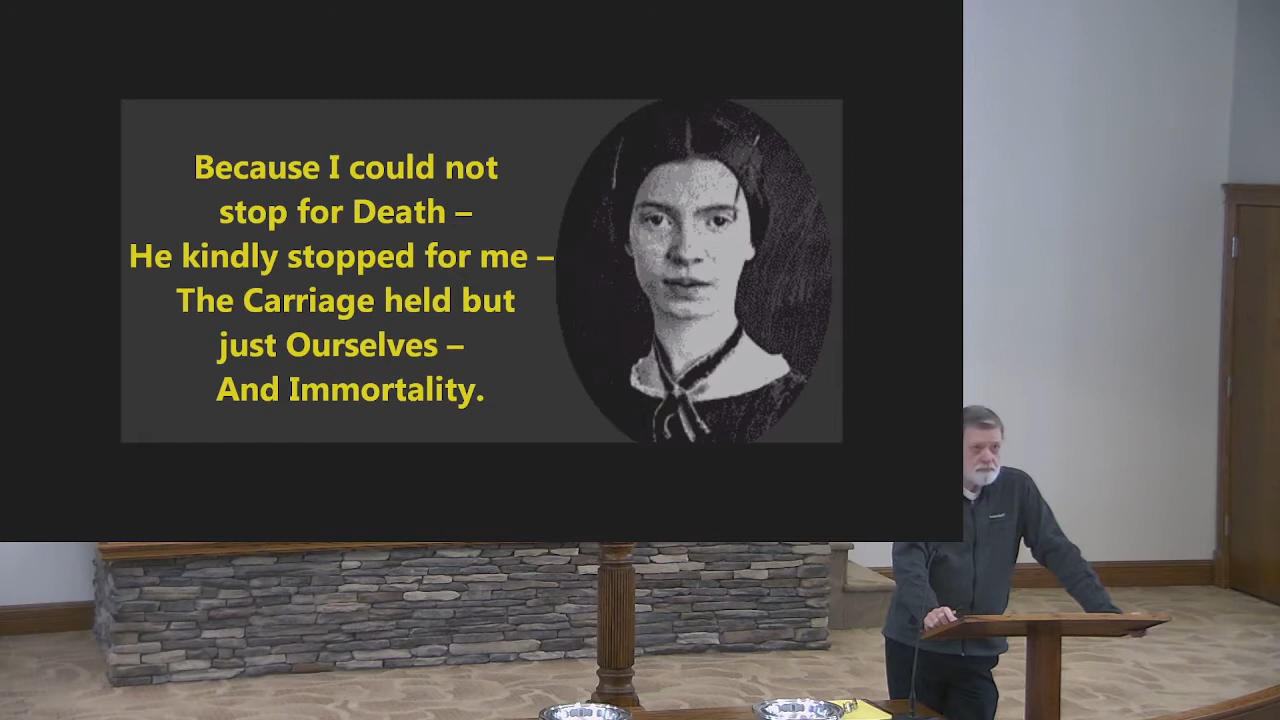 Because I could not
stop for Death –
He kindly stopped for me –
The Carriage held but
just Ourselves –
And Immortality.